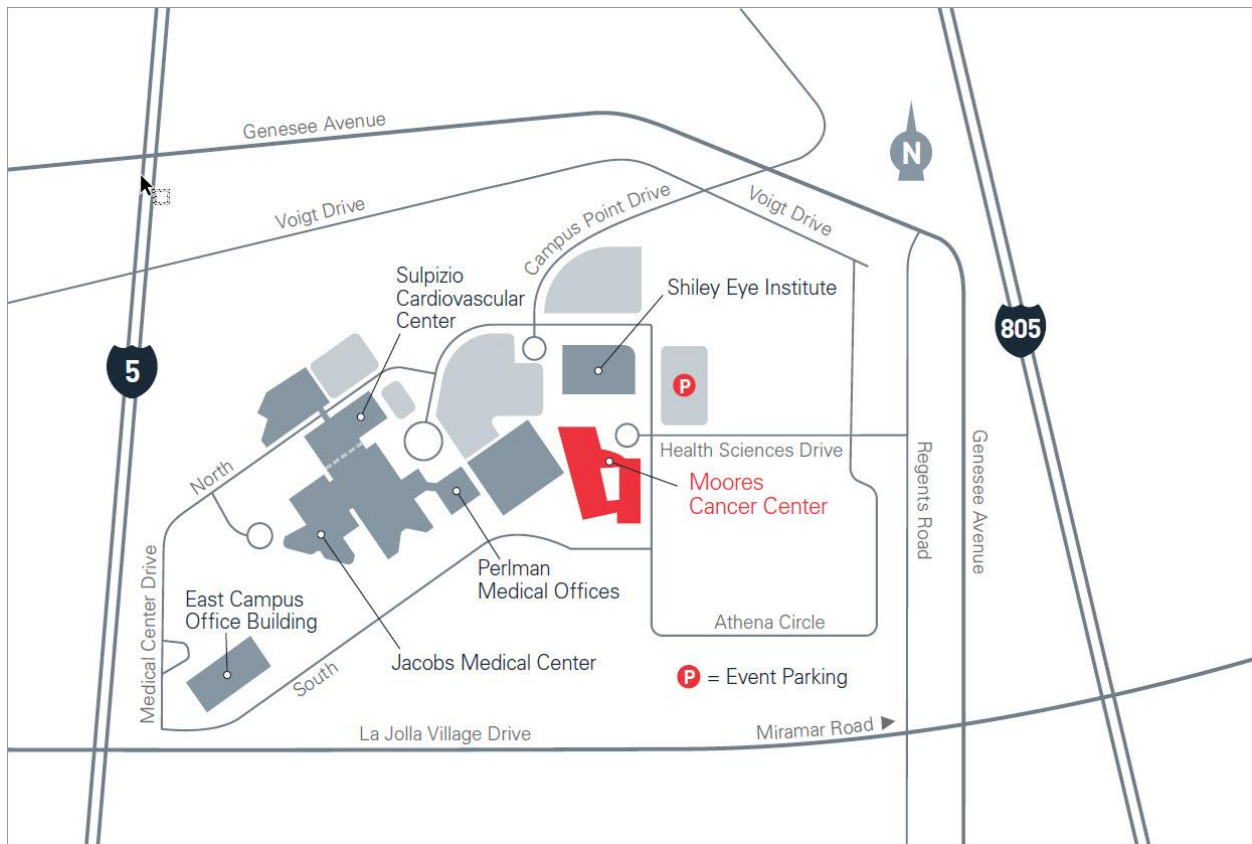 Genesee Avenue
N
Voigt Drive
Campus Point Drive
Voigt Drive
Sulpizio
Cardiovascular
Center
Shiley Eye Institute
805
5
P
Health Sciences Drive
Moores
Cancer Center
North
Regents Road
Genesee Avenue
Perlman
Medical Offices
Medical Center Drive
East Campus
Office Building
Athena Circle
Jacobs Medical Center
South
P = Event Parking
La Jolla Village Drive
Miramar Road